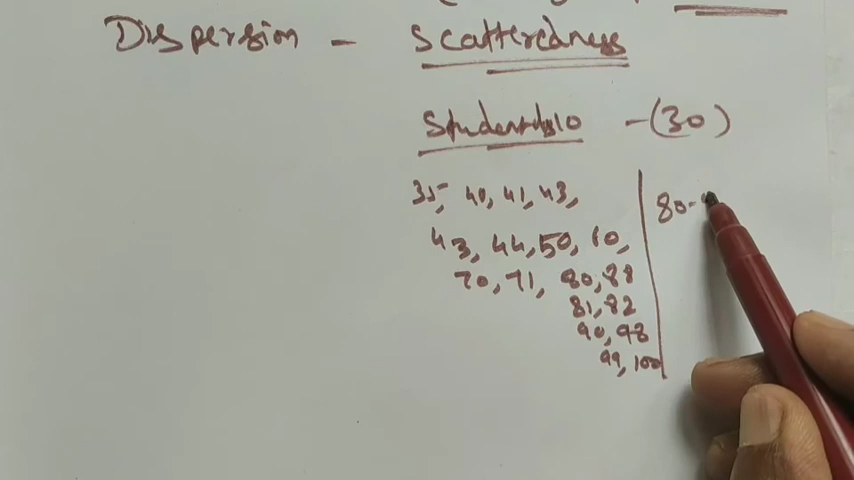 Dispersion - Scatteredness
-(30)
35, 40, 41, 43,
43, 44, 50, 60,
70, 71, 80, 88
81, 82
90, 98
99, 100
80-